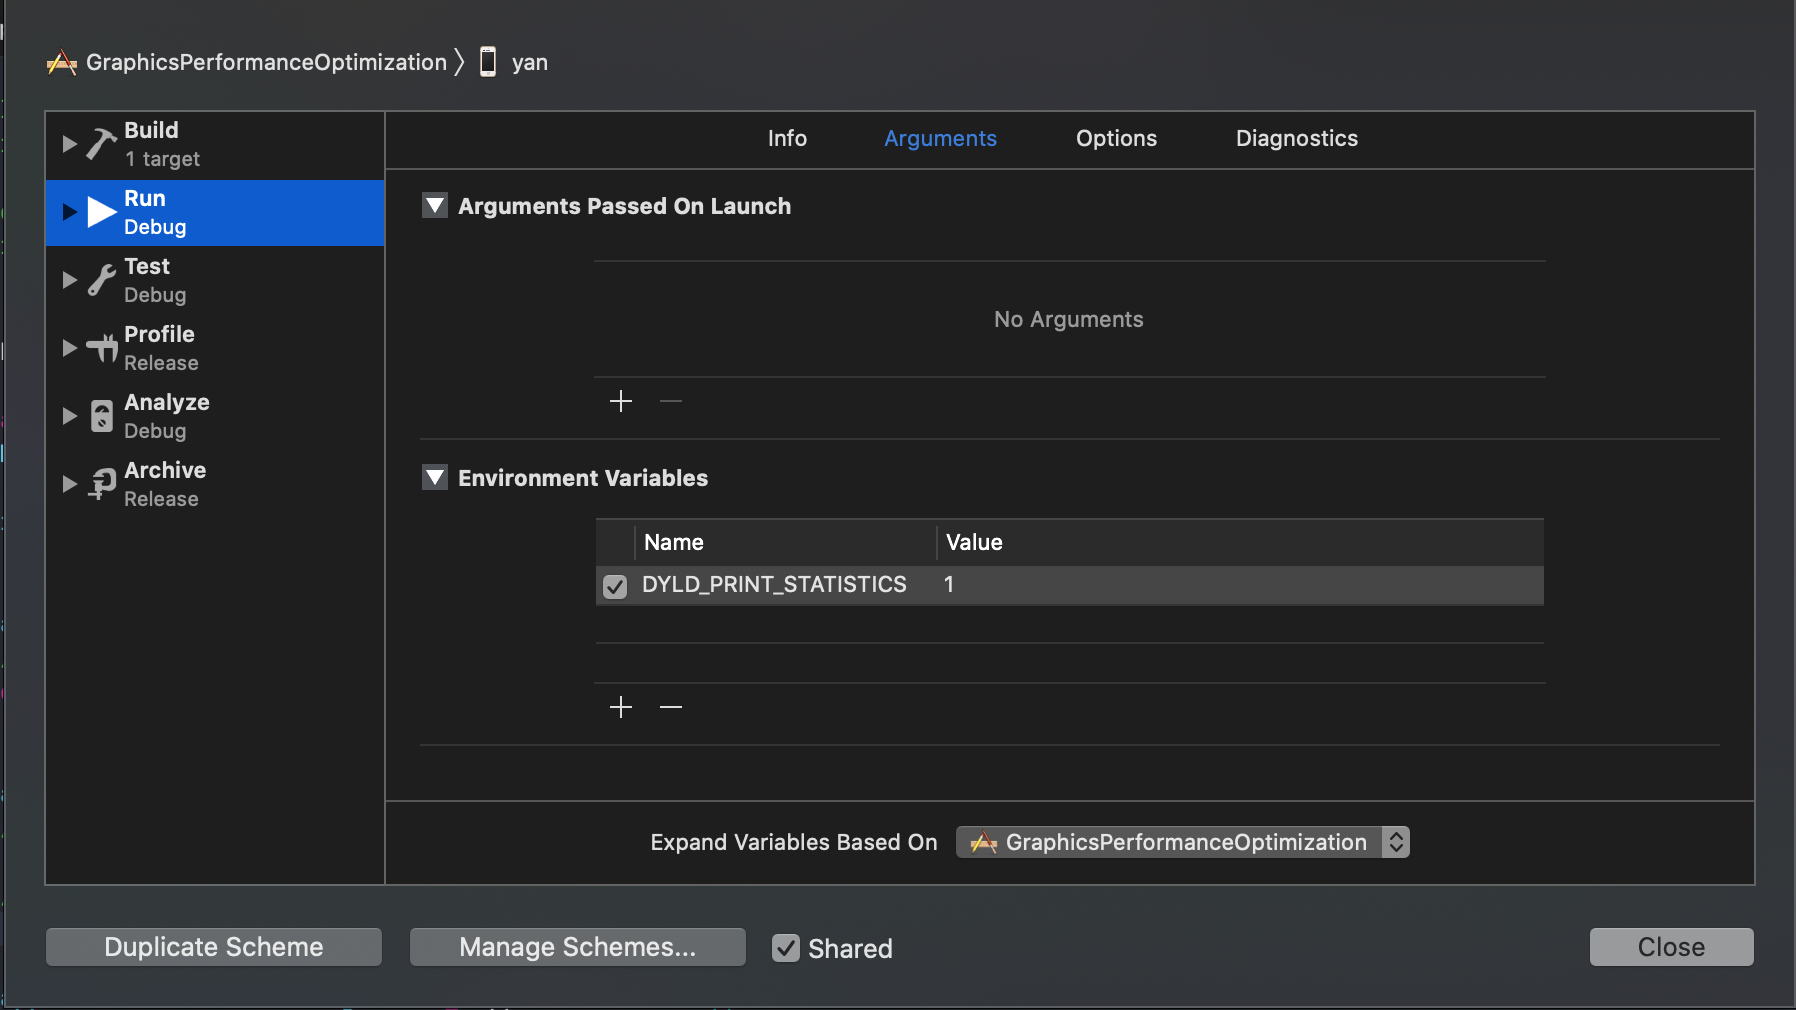 GraphicsPerformanceOptimization 〉 yan
Build
1 target
Run
Debug
Test
Debug
Profile
Release
Analyze
Debug
Archive
Release
Info Arguments Options Diagnostics
Arguments Passed On Launch
No Arguments
Environment Variables
Name Value
DYLD_PRINT_STATISTICS 1
Expand Variables Based On GraphicsPerformanceOptimization
Duplicate Scheme Manage Schemes... Shared Close